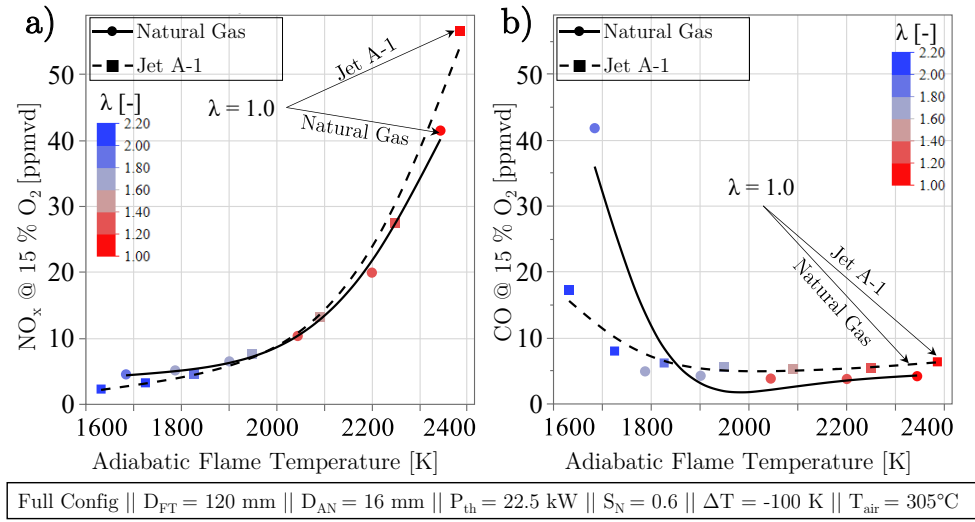 a)
Natural Gas
Jet A-1
λ [-]
2.20
2.00
1.80
1.60
1.40
1.20
1.00
λ = 1.0
Jet A-1
Natural Gas
NOx @ 15 % O2 [ppmvd]
50
40
30
20
10
0
1600 1800 2000 2200 2400
Adiabatic Flame Temperature [K]
b)
Natural Gas
Jet A-1
λ [-]
2.20
2.00
1.80
1.60
1.40
1.20
1.00
λ = 1.0
Jet A-1
Natural Gas
CO @ 15 % O2 [ppmvd]
50
40
30
20
10
0
1600 1800 2000 2200 2400
Adiabatic Flame Temperature [K]
Full Config || DFT = 120 mm || DAN = 16 mm || Pth = 22.5 kW || SN = 0.6 || ΔT = -100 K || Tair = 305°C